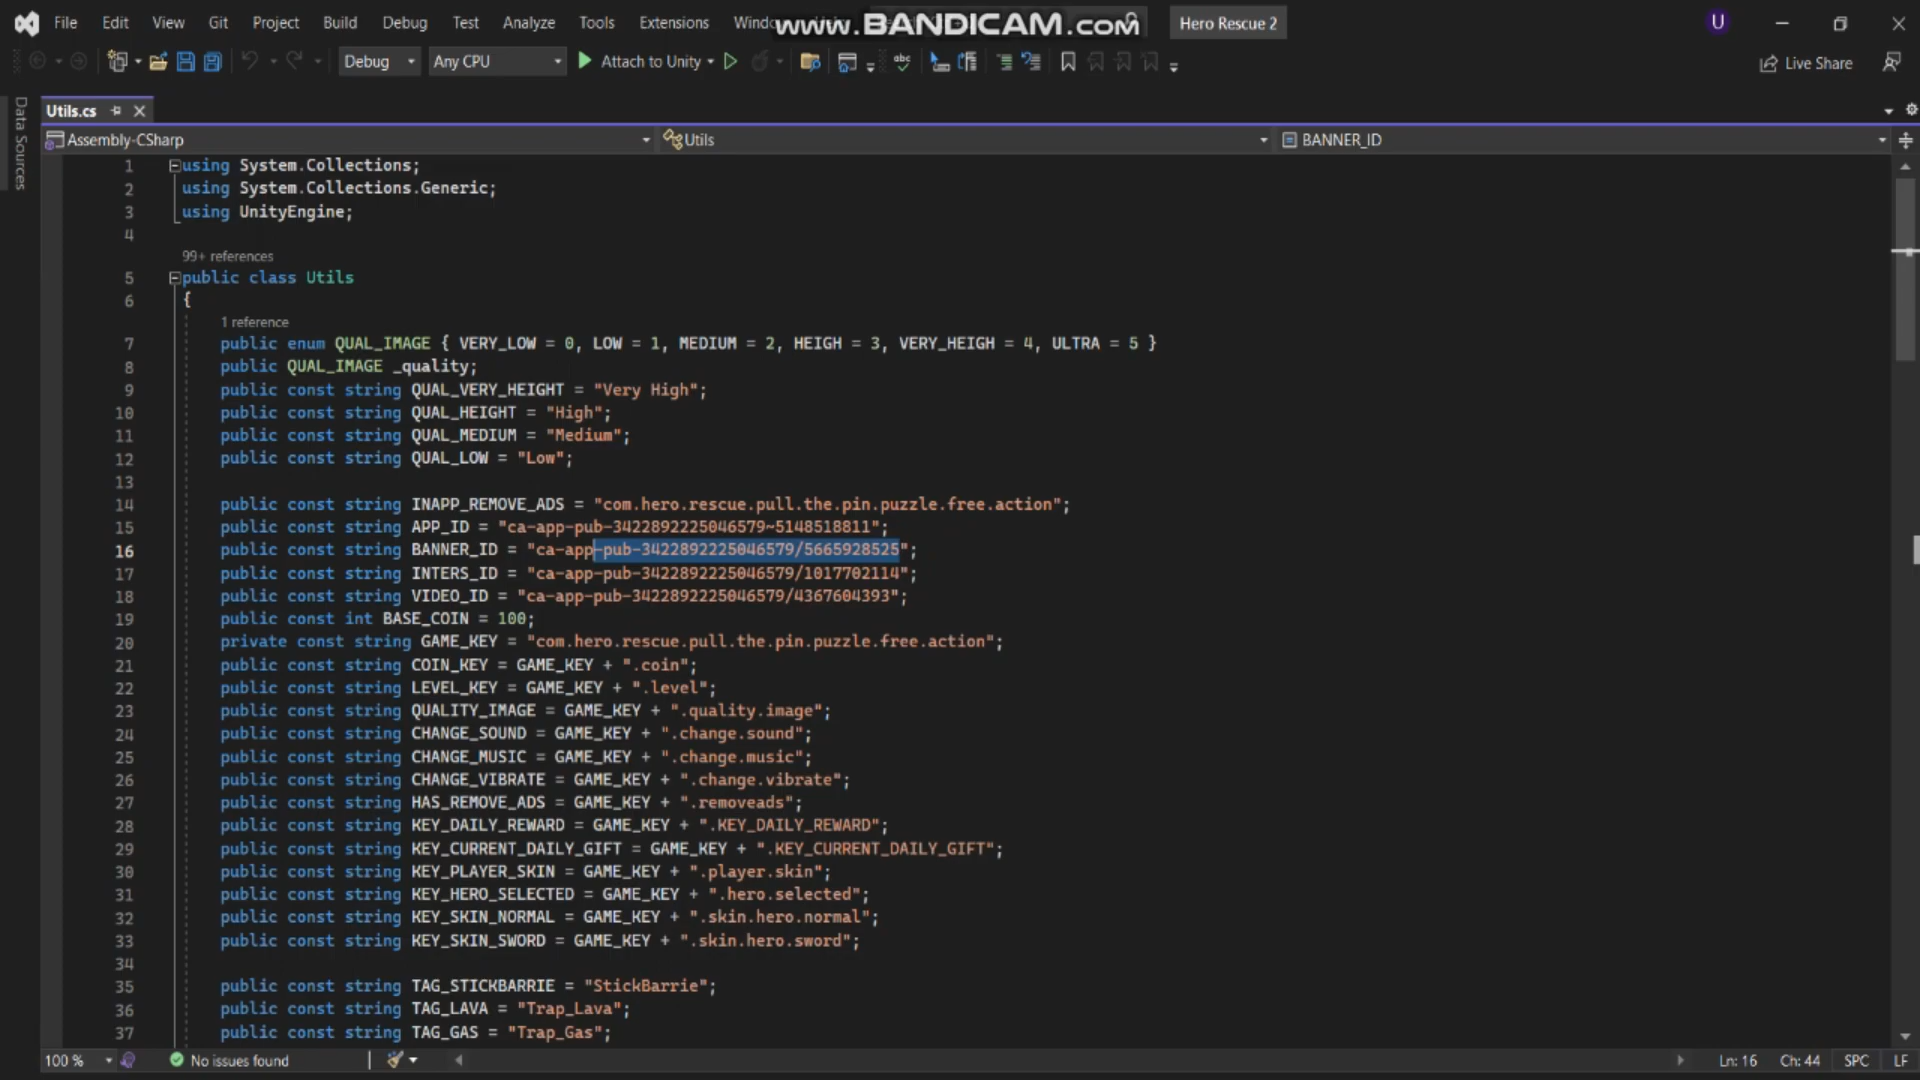 File Edit View Git Project Build Debug Test Analyze Tools Extensions Window www.BANDICAM.com Hero Rescue 2 U
Debug Any CPU Attach to Unity abc Live Share
Data Sources
Utils.cs
Assembly-CSharp Utils BANNER_ID
1 using System.Collections;
2 using System.Collections.Generic;
3 using UnityEngine;
4
99+ references
5 public class Utils
6 {
1 reference
7 public enum QUAL_IMAGE { VERY_LOW = 0, LOW = 1, MEDIUM = 2, HEIGH = 3, VERY_HEIGH = 4, ULTRA = 5 }
8 public QUAL_IMAGE _quality;
9 public const string QUAL_VERY_HEIGHT = "Very High";
10 public const string QUAL_HEIGHT = "High";
11 public const string QUAL_MEDIUM = "Medium";
12 public const string QUAL_LOW = "Low";
13
14 public const string INAPP_REMOVE_ADS = "com.hero.rescue.pull.the.pin.puzzle.free.action";
15 public const string APP_ID = "ca-app-pub-3422892225046579~5148518811";
16 public const string BANNER_ID = "ca-app-pub-3422892225046579/5665928525";
17 public const string INTERS_ID = "ca-app-pub-3422892225046579/1017702114";
18 public const string VIDEO_ID = "ca-app-pub-3422892225046579/4367604393";
19 public const int BASE_COIN = 100;
20 private const string GAME_KEY = "com.hero.rescue.pull.the.pin.puzzle.free.action";
21 public const string COIN_KEY = GAME_KEY + ".coin";
22 public const string LEVEL_KEY = GAME_KEY + ".level";
23 public const string QUALITY_IMAGE = GAME_KEY + ".quality.image";
24 public const string CHANGE_SOUND = GAME_KEY + ".change.sound";
25 public const string CHANGE_MUSIC = GAME_KEY + ".change.music";
26 public const string CHANGE_VIBRATE = GAME_KEY + ".change.vibrate";
27 public const string HAS_REMOVE_ADS = GAME_KEY + ".removeads";
28 public const string KEY_DAILY_REWARD = GAME_KEY + ".KEY_DAILY_REWARD";
29 public const string KEY_CURRENT_DAILY_GIFT = GAME_KEY + ".KEY_CURRENT_DAILY_GIFT";
30 public const string KEY_PLAYER_SKIN = GAME_KEY + ".player.skin";
31 public const string KEY_HERO_SELECTED = GAME_KEY + ".hero.selected";
32 public const string KEY_SKIN_NORMAL = GAME_KEY + ".skin.hero.normal";
33 public const string KEY_SKIN_SWORD = GAME_KEY + ".skin.hero.sword";
34
35 public const string TAG_STICKBARRIE = "StickBarrie";
36 public const string TAG_LAVA = "Trap_Lava";
37 public const string TAG_GAS = "Trap_Gas";
100 % No issues found Ln: 16 Ch: 44 SPC LF